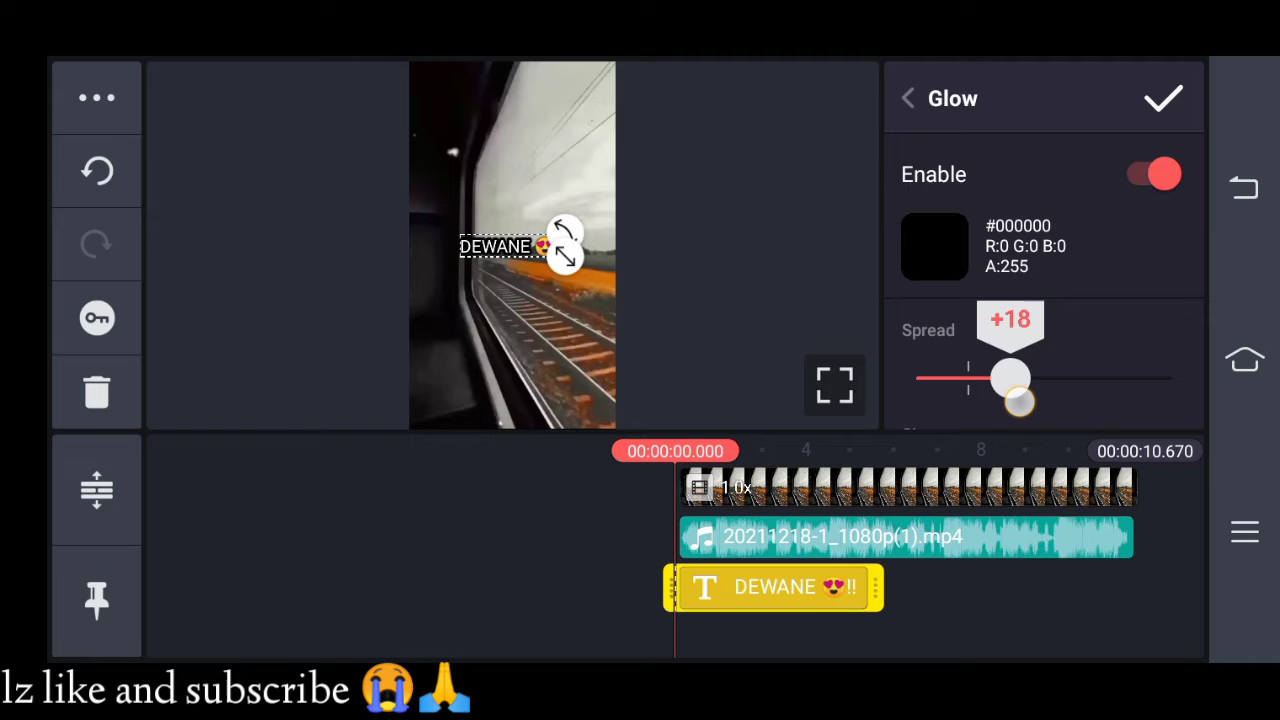 Glow
Enable
#000000
R:0 G:0 B:0
A:255
DEWANE 😍
+18
Spread
00:00:00.000
4
8
00:00:10.670
1.0x
20211218-1_1080p(1).mp4
T DEWANE 😍!!
lz like and subscribe 😭🙏